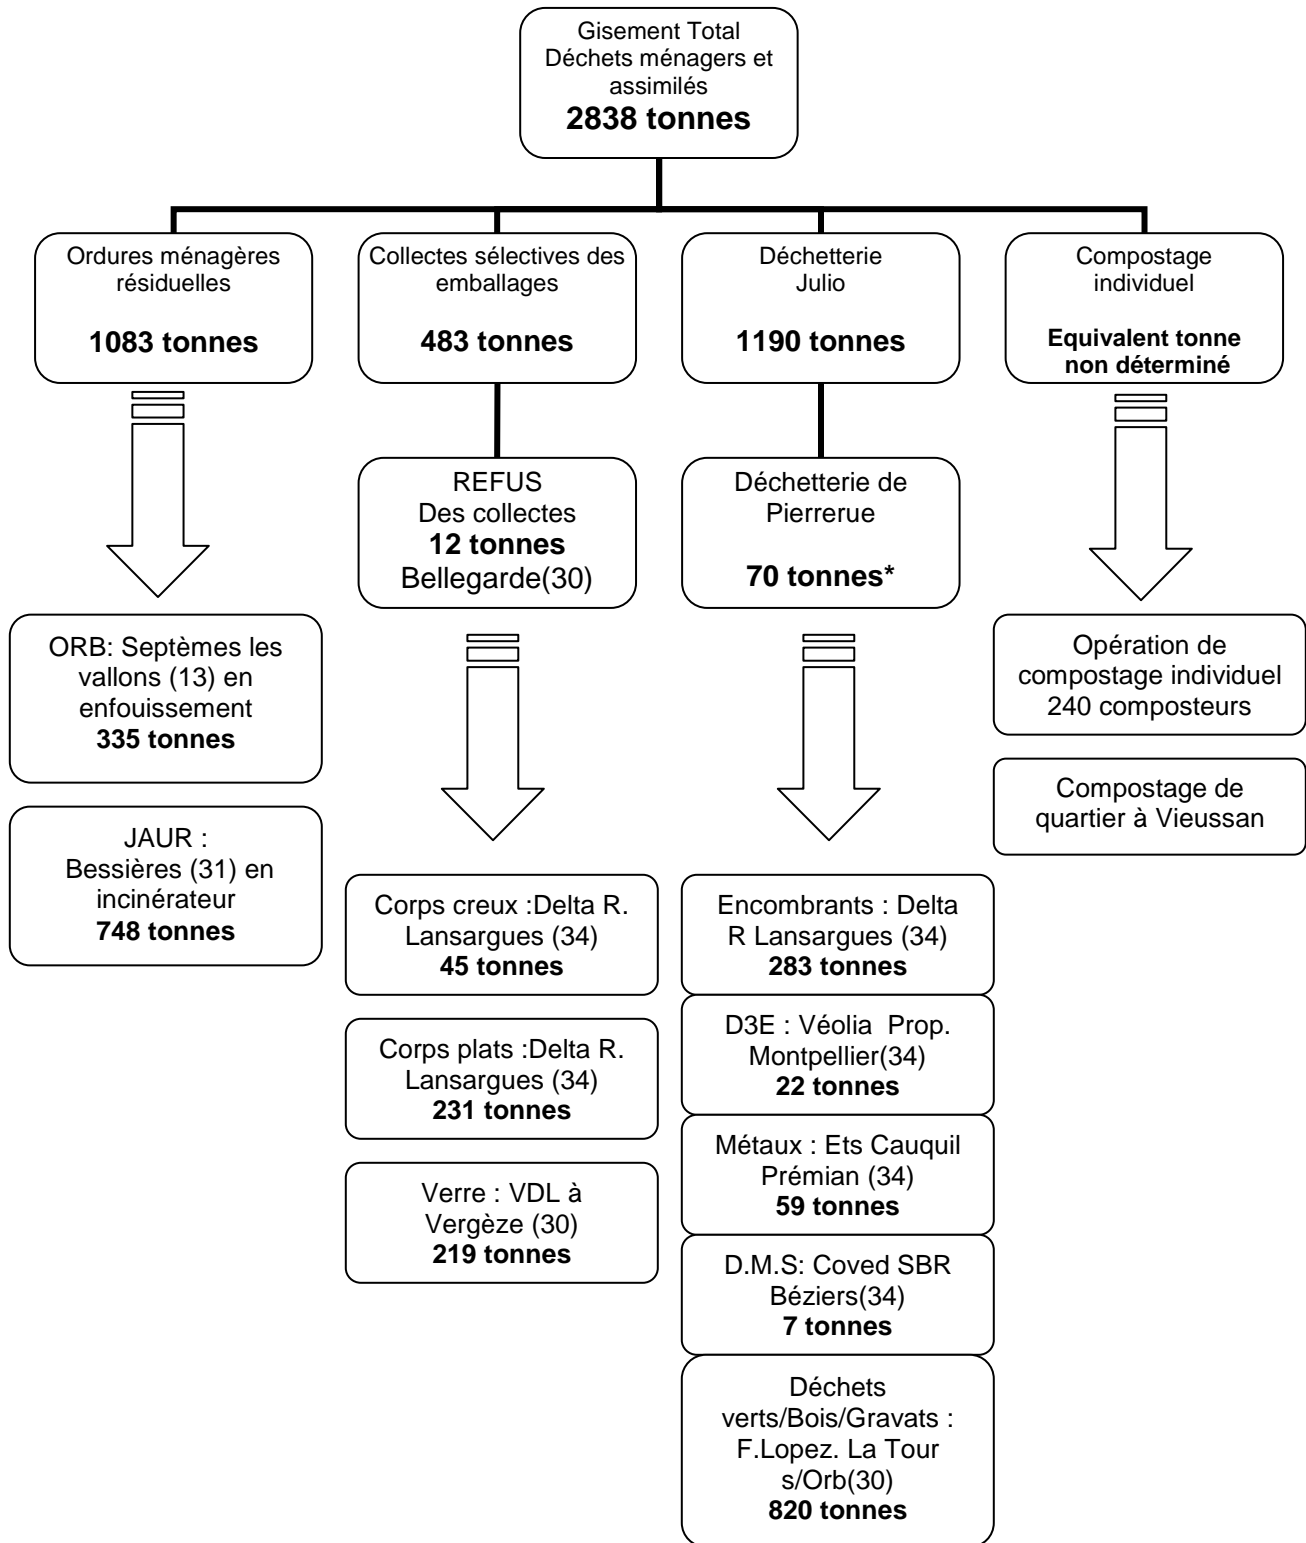 Gisement Total
Déchets ménagers et
assimilés
2838 tonnes
Ordures ménagères
résiduelles
1083 tonnes
Collectes sélectives des
emballages
483 tonnes
Déchetterie
Julio
1190 tonnes
Compostage
individuel
Equivalent tonne
non déterminé
REFUS
Des collectes
12 tonnes
Bellegarde(30)
Déchetterie de
Pierrerue
70 tonnes*
ORB: Septèmes les
vallons (13) en
enfouissement
335 tonnes
JAUR :
Bessières (31) en
incinérateur
748 tonnes
Corps creux :Delta R.
Lansargues (34)
45 tonnes
Corps plats :Delta R.
Lansargues (34)
231 tonnes
Verre : VDL à
Vergèze (30)
219 tonnes
Encombrants : Delta
R Lansargues (34)
283 tonnes
D3E : Véolia Prop.
Montpellier(34)
22 tonnes
Métaux : Ets Cauquil
Prémian (34)
59 tonnes
D.M.S: Coved SBR
Béziers(34)
7 tonnes
Déchets
verts/Bois/Gravats :
F.Lopez. La Tour
s/Orb(30)
820 tonnes
Opération de
compostage individuel
240 composteurs
Compostage de
quartier à Vieussan